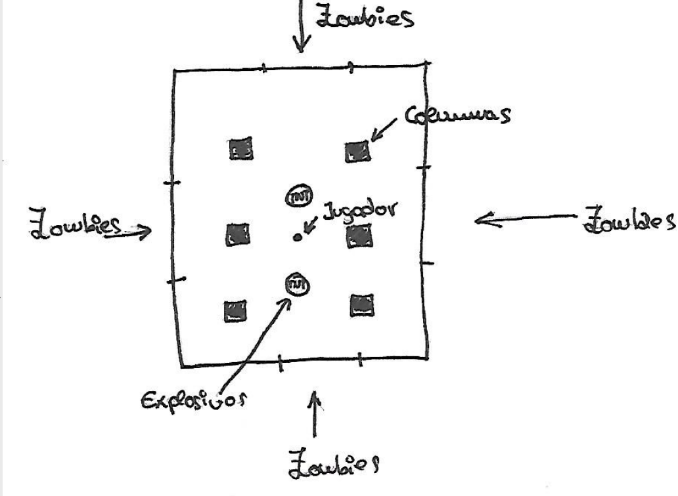 Zombies
Columnas
TNT
Jugador
Zombies
Zombies
TNT
Explosivos
Zombies